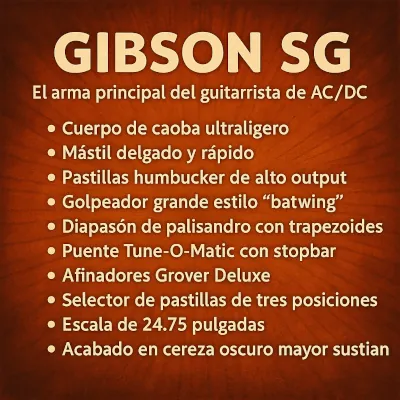 GIBSON SG
El arma principal del guitarrista de AC/DC
• Cuerpo de caoba ultraligero
• Mástil delgado y rápido
• Pastillas humbucker de alto output
• Golpeador grande estilo “batwing”
• Diapasón de palisandro con trapezoides
• Puente Tune-O-Matic con stopbar
• Afinadores Grover Deluxe
• Selector de pastillas de tres posiciones
• Escala de 24.75 pulgadas
• Acabado en cereza oscuro mayor sustian